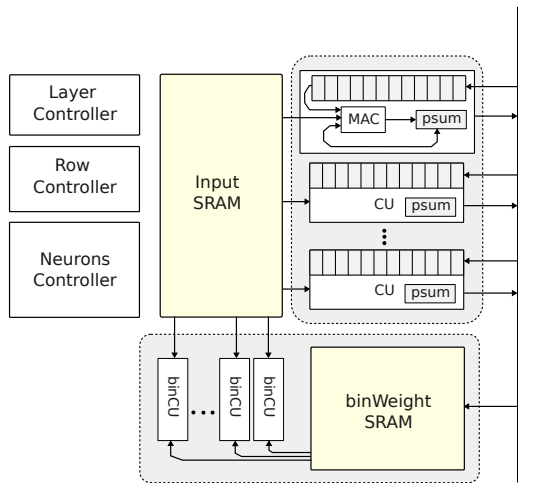 Layer
Controller
Row
Controller
Neurons
Controller
Input
SRAM
MAC
psum
CU
psum
CU
psum
binCU
binCU
binCU
binWeight
SRAM